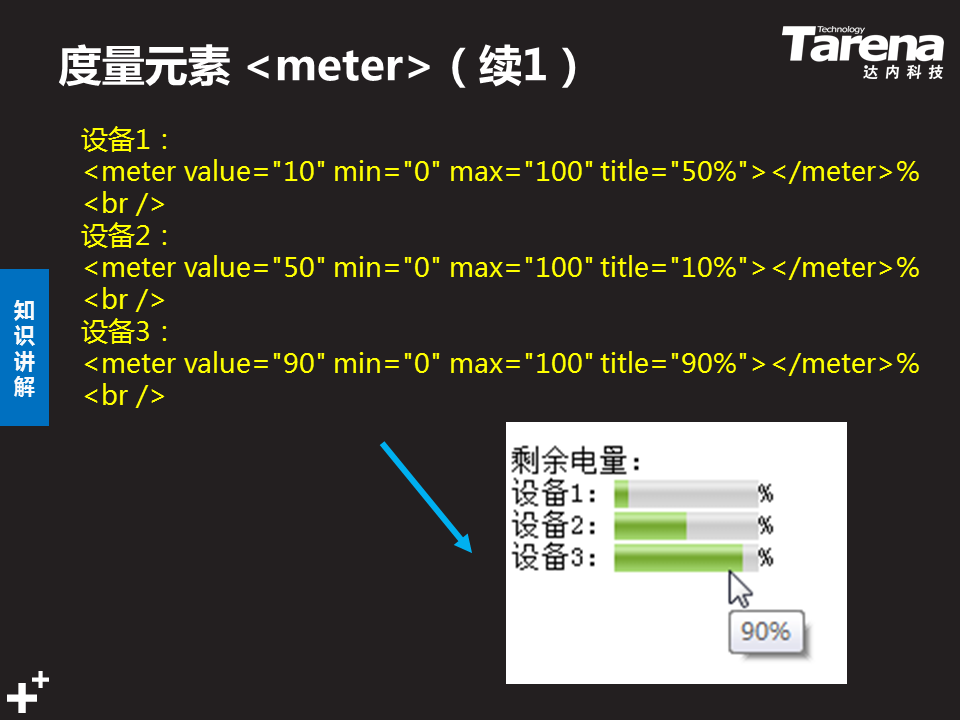 度量元素 <meter>（续1）
Technology
Tarena
达内科技
设备1：
<meter value="10" min="0" max="100" title="50%"></meter>%
<br />
设备2：
<meter value="50" min="0" max="100" title="10%"></meter>%
<br />
设备3：
<meter value="90" min="0" max="100" title="90%"></meter>%
<br />
知识讲解
剩余电量：
设备1： %
设备2： %
设备3： %
90%